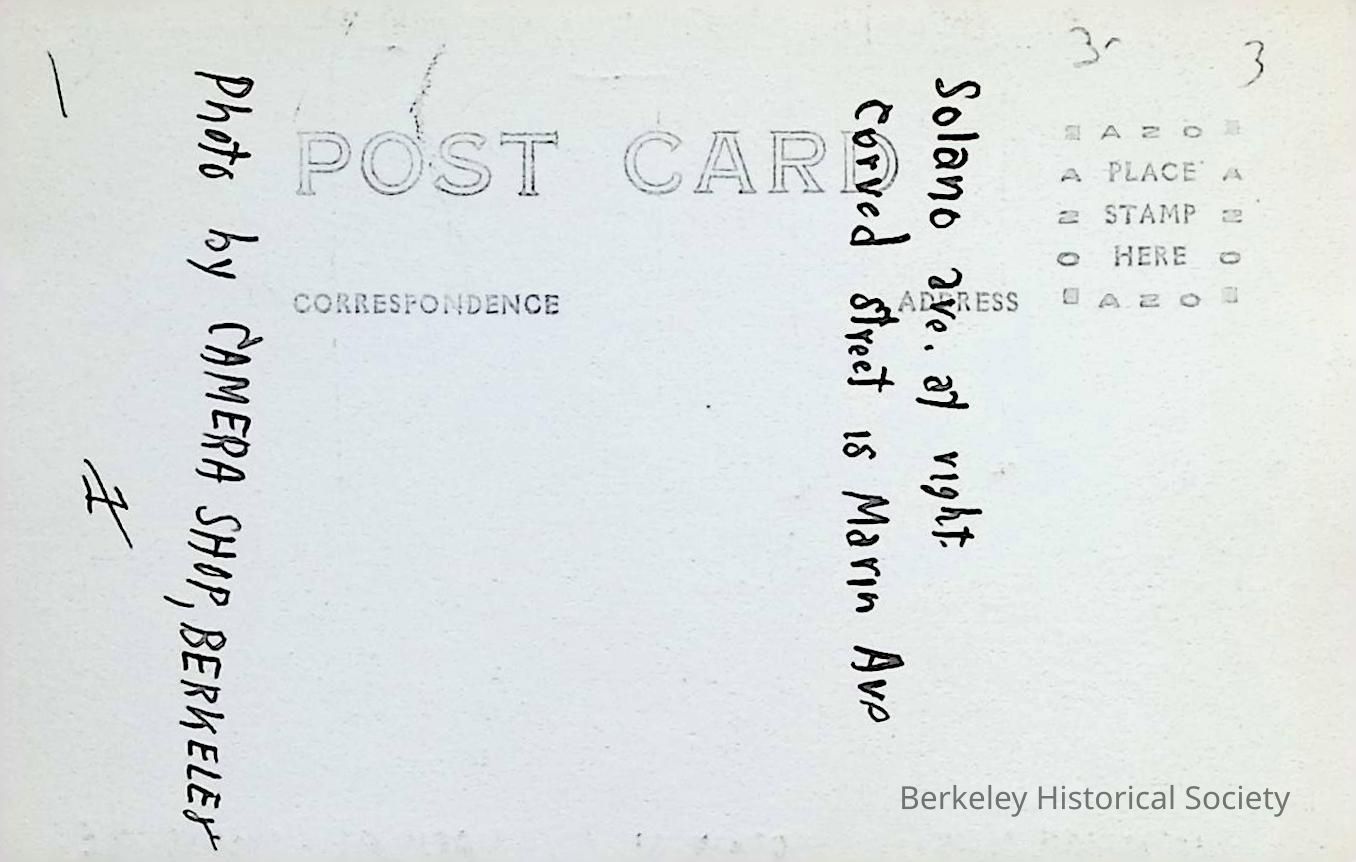 3
3
POST CARD
A Z O
A PLACE A
Z STAMP Z
O HERE O
A Z O
CORRESPONDENCE
ADDRESS
Solano ave. at right.
Curved street is Marin Ave
Photo by CAMERA SHOP, BERKELEY
Berkeley Historical Society